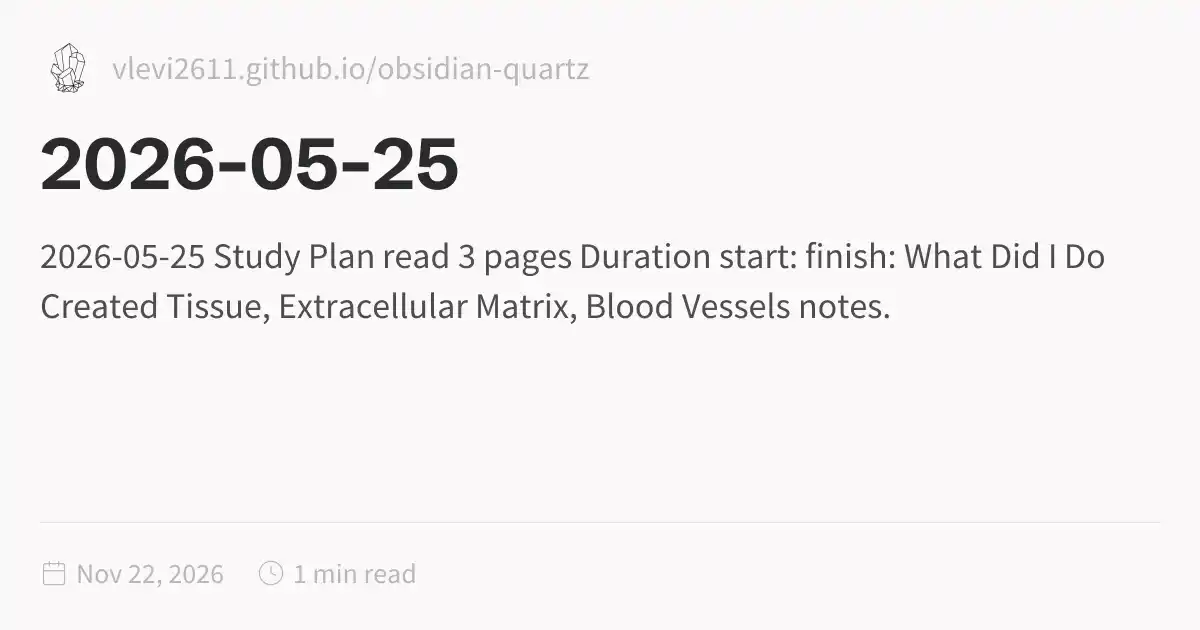 vlevi2611.github.io/obsidian-quartz
2026-05-25
2026-05-25 Study Plan read 3 pages Duration start: finish: What Did I Do
Created Tissue, Extracellular Matrix, Blood Vessels notes.
Nov 22, 2026 1 min read